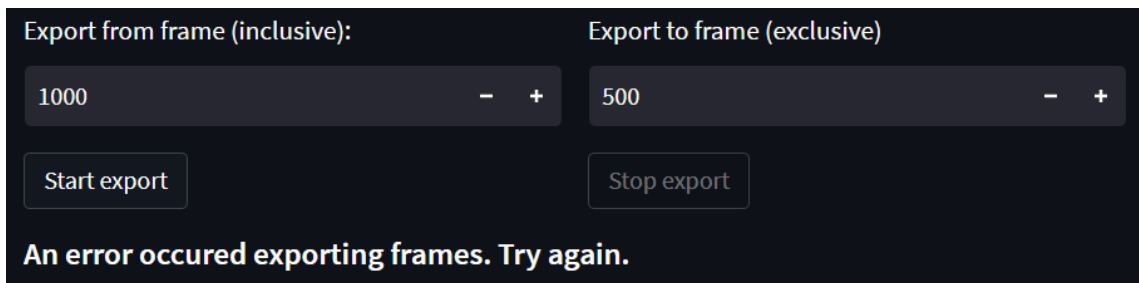 Export from frame (inclusive):
Export to frame (exclusive)
1000 - +
500 - +
Start export
Stop export
An error occured exporting frames. Try again.